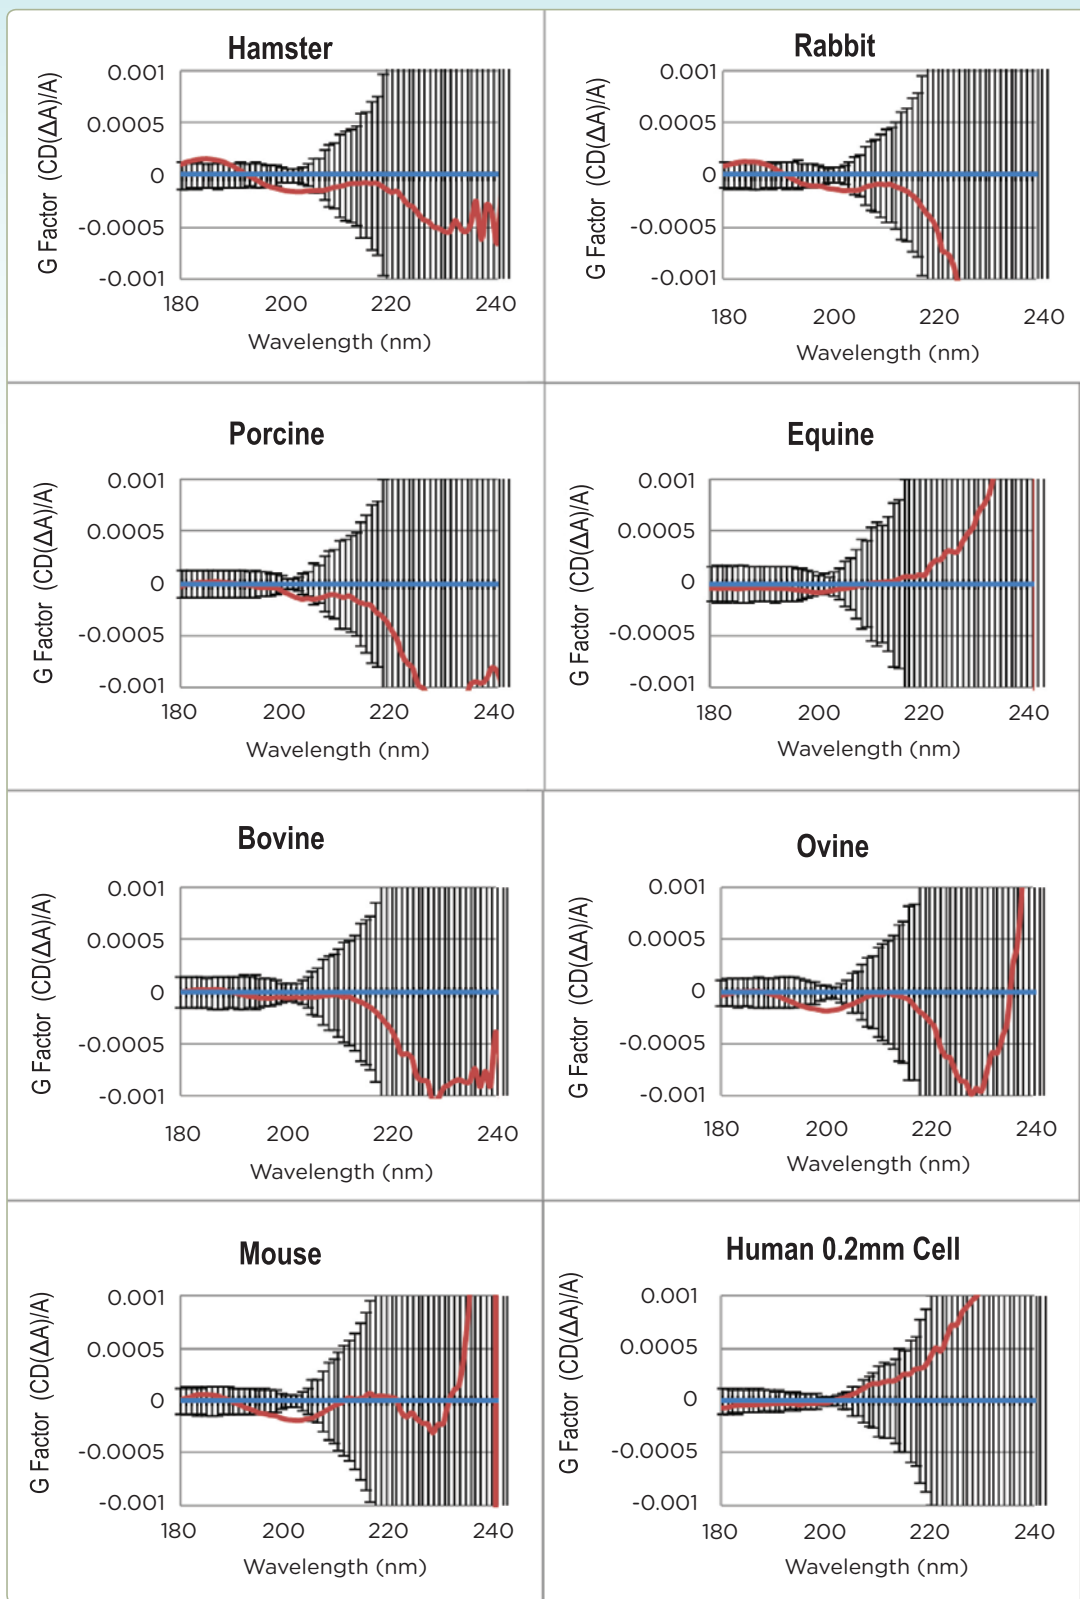 Hamster
G Factor (CD(ΔA)/A)
0.001
0.0005
0
-0.0005
-0.001
180 200 220 240
Wavelength (nm)
Rabbit
G Factor (CD(ΔA)/A)
0.001
0.0005
0
-0.0005
-0.001
180 200 220 240
Wavelength (nm)
Porcine
G Factor (CD(ΔA)/A)
0.001
0.0005
0
-0.0005
-0.001
180 200 220 240
Wavelength (nm)
Equine
G Factor (CD(ΔA)/A)
0.001
0.0005
0
-0.0005
-0.001
180 200 220 240
Wavelength (nm)
Bovine
G Factor (CD(ΔA)/A)
0.001
0.0005
0
-0.0005
-0.001
180 200 220 240
Wavelength (nm)
Ovine
G Factor (CD(ΔA)/A)
0.001
0.0005
0
-0.0005
-0.001
180 200 220 240
Wavelength (nm)
Mouse
G Factor (CD(ΔA)/A)
0.001
0.0005
0
-0.0005
-0.001
180 200 220 240
Wavelength (nm)
Human 0.2mm Cell
G Factor (CD(ΔA)/A)
0.001
0.0005
0
-0.0005
-0.001
180 200 220 240
Wavelength (nm)